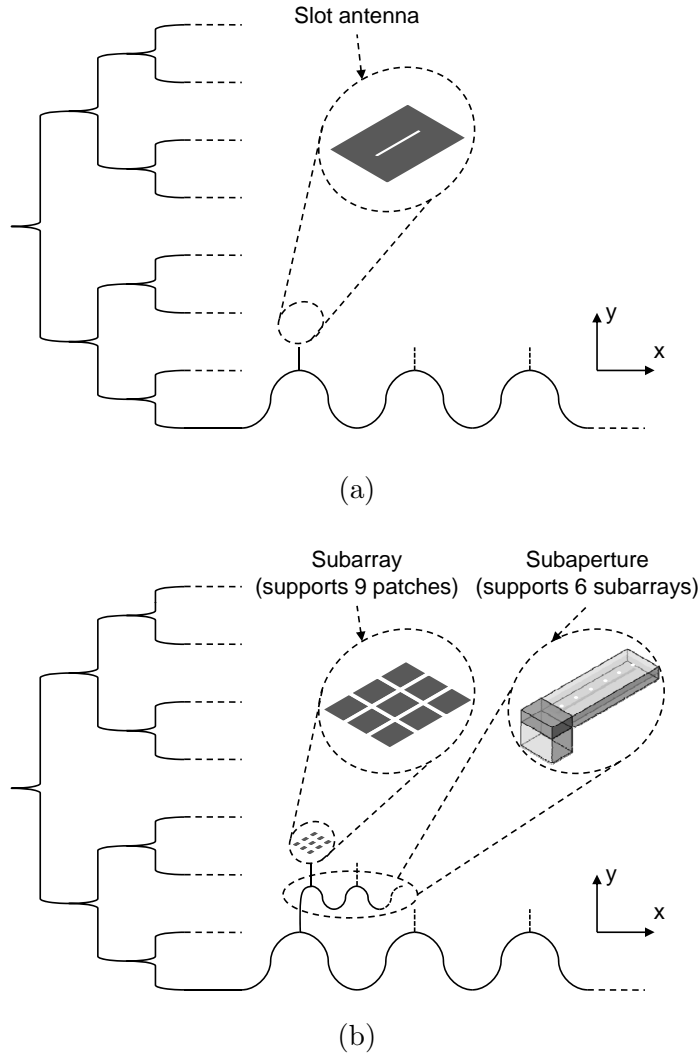 Slot antenna
y
x
(a)
Subarray
(supports 9 patches)
Subaperture
(supports 6 subarrays)
y
x
(b)